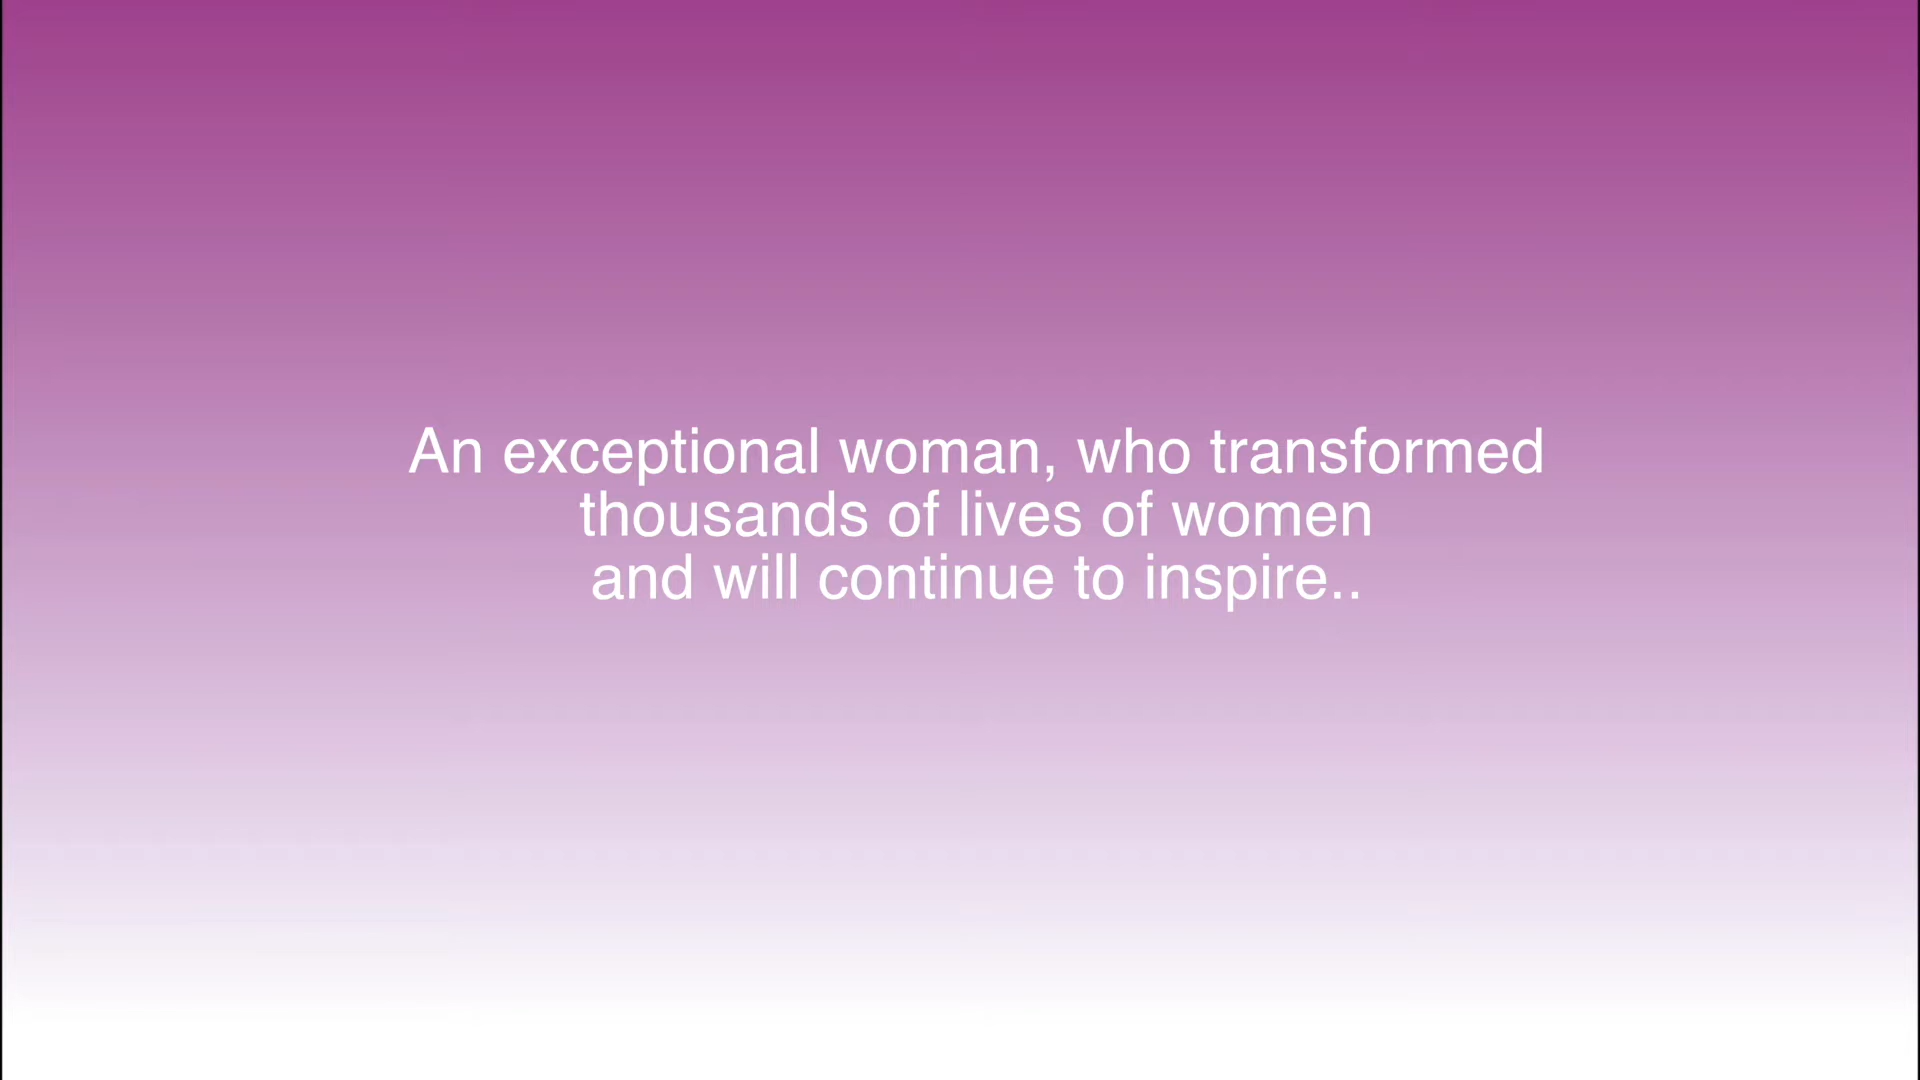 An exceptional woman, who transformed
thousands of lives of women
and will continue to inspire..